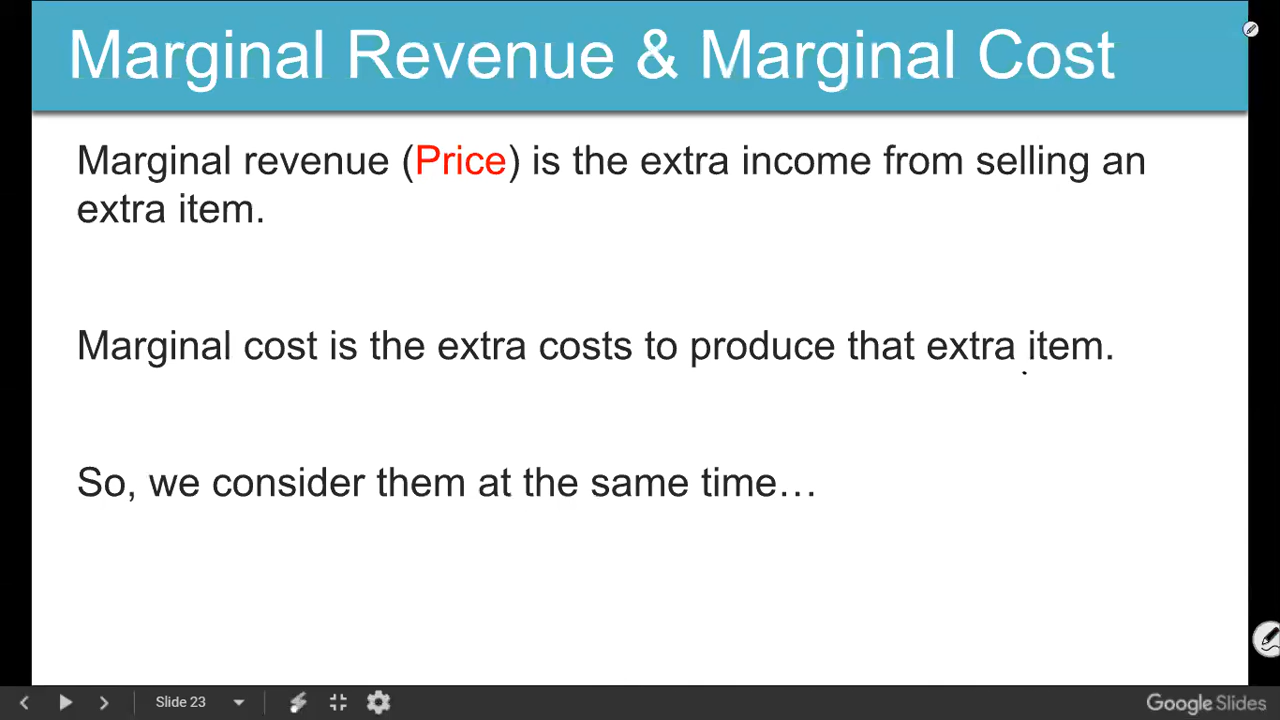 Marginal Revenue & Marginal Cost
Marginal revenue (Price) is the extra income from selling an
extra item.
Marginal cost is the extra costs to produce that extra item.
So, we consider them at the same time…
Slide 23
Google Slides